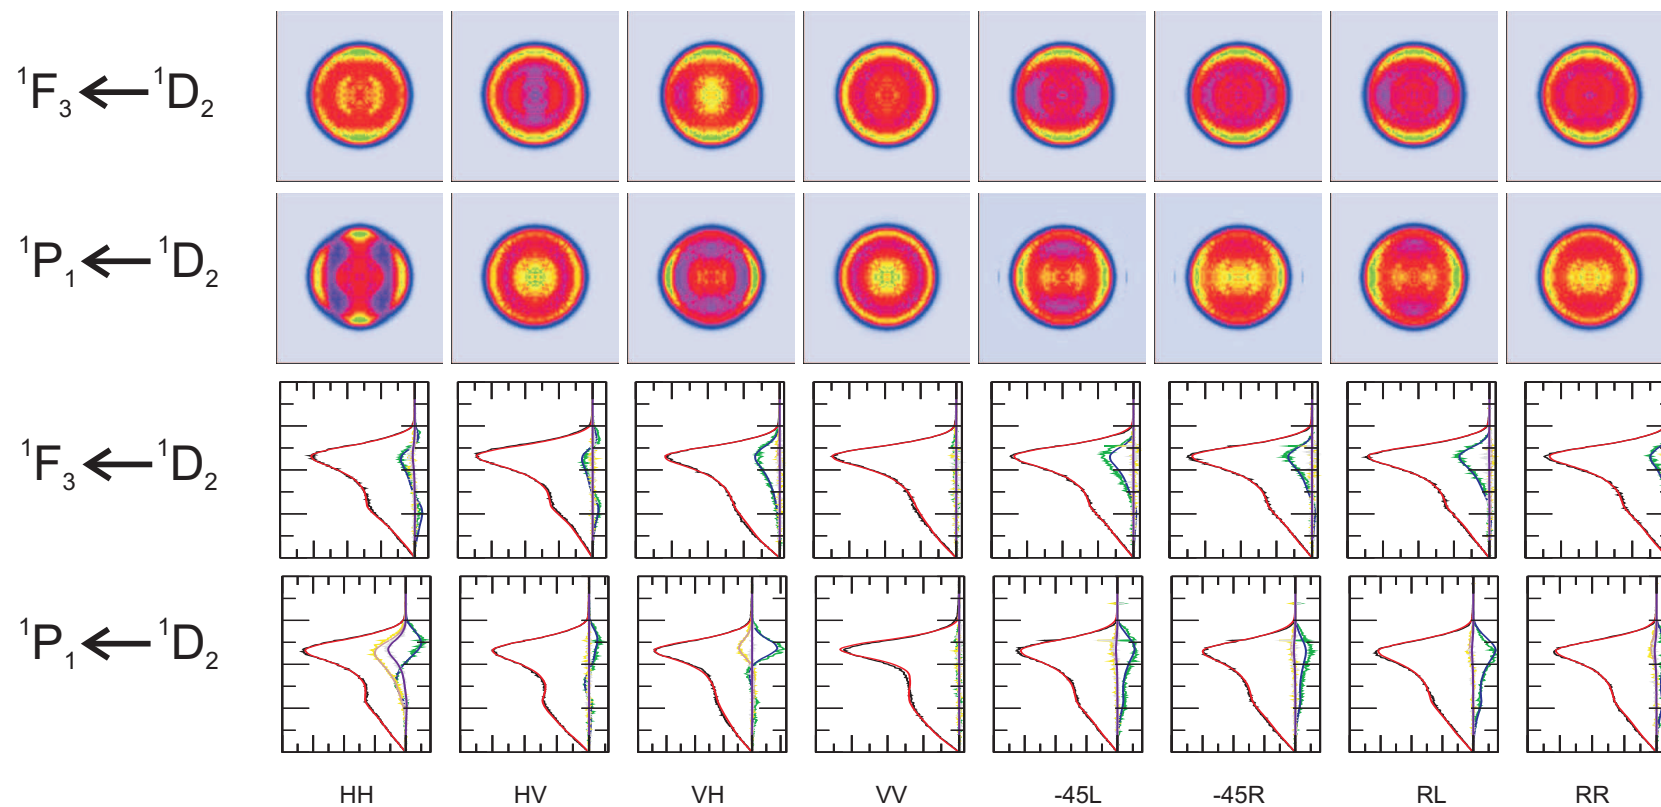 ¹F₃ ← ¹D₂
¹P₁ ← ¹D₂
¹F₃ ← ¹D₂
¹P₁ ← ¹D₂
HH HV VH VV -45L -45R RL RR